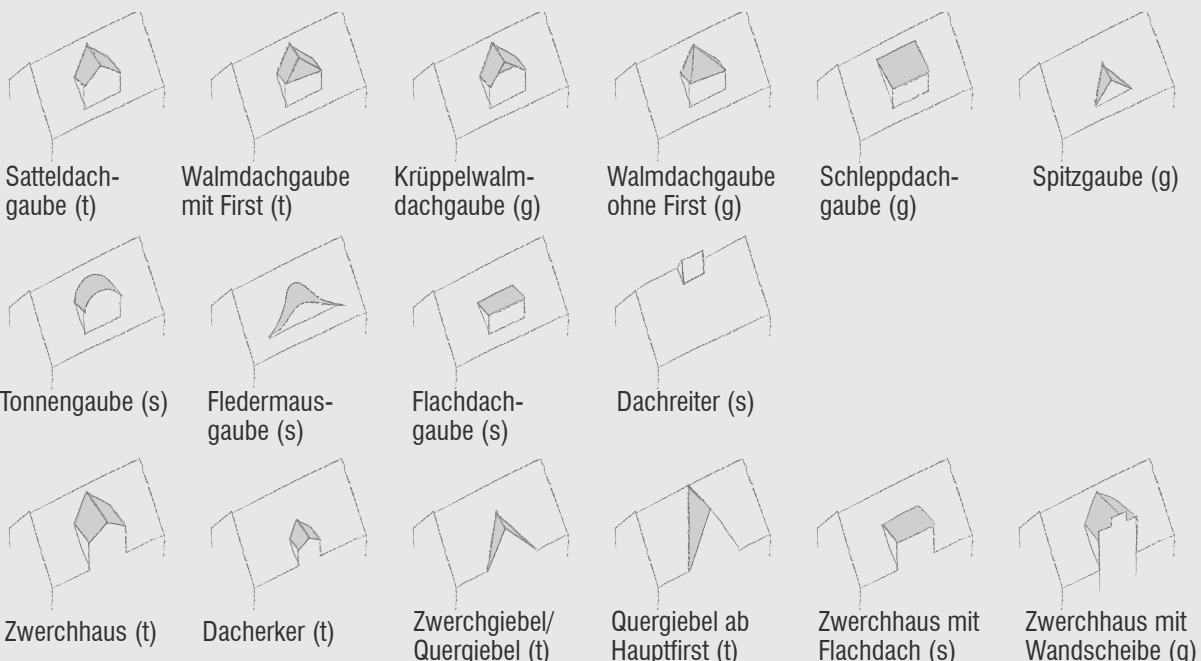 Satteldach-
gaube (t)
Walmdachgaube
mit First (t)
Krüppelwalm-
dachgaube (g)
Walmdachgaube
ohne First (g)
Schleppdach-
gaube (g)
Spitzgaube (g)
Tonnengaube (s)
Fledermaus-
gaube (s)
Flachdach-
gaube (s)
Dachreiter (s)
Zwerchhaus (t)
Dacherker (t)
Zwerchgiebel/
Quergiebel (t)
Quergiebel ab
Hauptfirst (t)
Zwerchhaus mit
Flachdach (s)
Zwerchhaus mit
Wandscheibe (g)